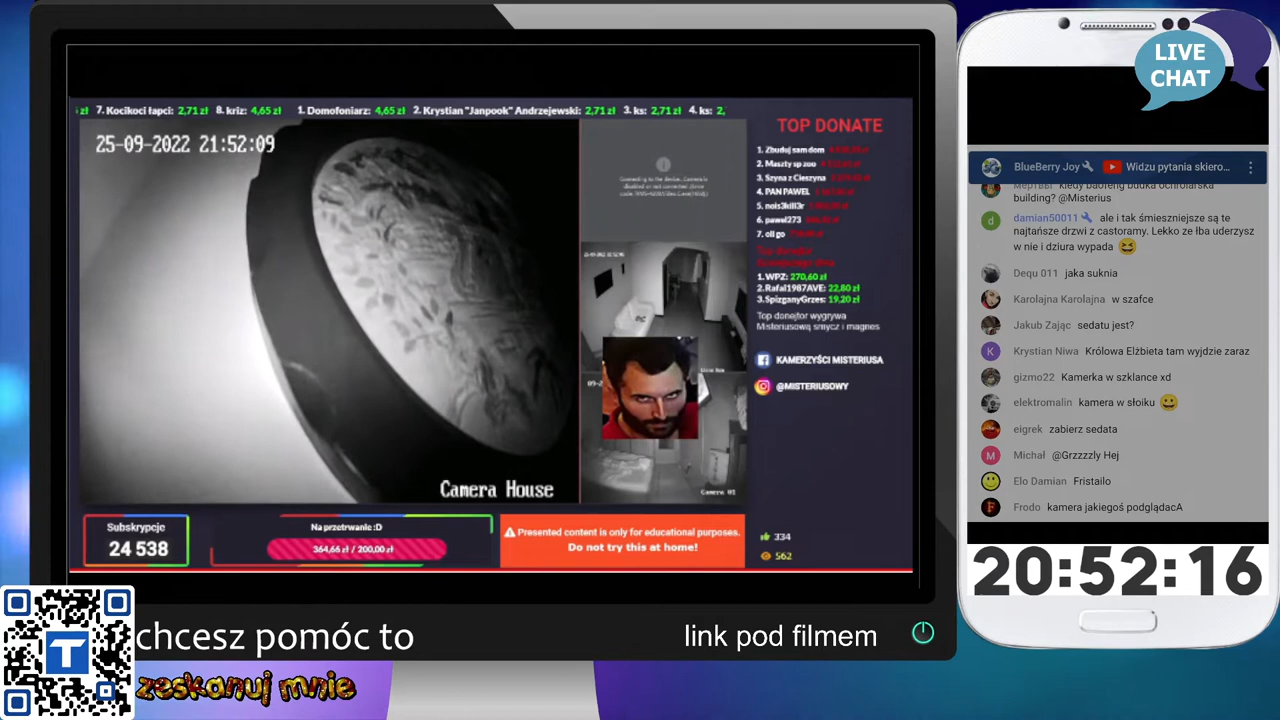 7. Kocikoci łapci: 2,71 zł 8. kriz: 4,65 zł 1. Domofoniarz: 4,65 zł 2. Krystian "Janpook" Andrzejewski: 2,71 zł 3. ks: 2,71 zł 4. ks: 2,
25-09-2022 21:52:09
Camera House
Camera 01
TOP DONATE
1. Zbuduj sam dom
2. Maszty sp zoo
3. Szyna z Cieszyna
4. PAN PAWEL
5. nois3kill3r
6. pawel273
7. oli go
1.WPZ: 270,60 zł
2.Rafal1987AVE: 22,80 zł
3.SpizganyGrzes: 19,20 zł
Top donejtor wygrywa
Misteriusową smycz i magnes
KAMERZYŚCI MISTERIUSA
@MISTERIUSOWY
334
562
Subskrypcje
24 538
Na przetrwanie :D
364,66 zł / 200,00 zł
Presented content is only for educational purposes.
Do not try this at home!
chcesz pomóc to
link pod filmem
zeskanuj mnie
T
LIVE
CHAT
BlueBerry Joy Widzu pytania skiero...
building? @Misterius
damian50011 ale i tak śmieszniejsze są te
najtańsze drzwi z castoramy. Lekko ze łba uderzysz
w nie i dziura wypada
Dequ 011 jaka suknia
Karolajna Karolajna w szafce
Jakub Zając sedatu jest?
Krystian Niwa Królowa Elżbieta tam wyjdzie zaraz
gizmo22 Kamerka w szklance xd
elektromalin kamera w słoiku
eigrek zabierz sedata
Michał @Grzzzzly Hej
Elo Damian Fristailo
Frodo kamera jakiegoś podglądacA
20:52:16